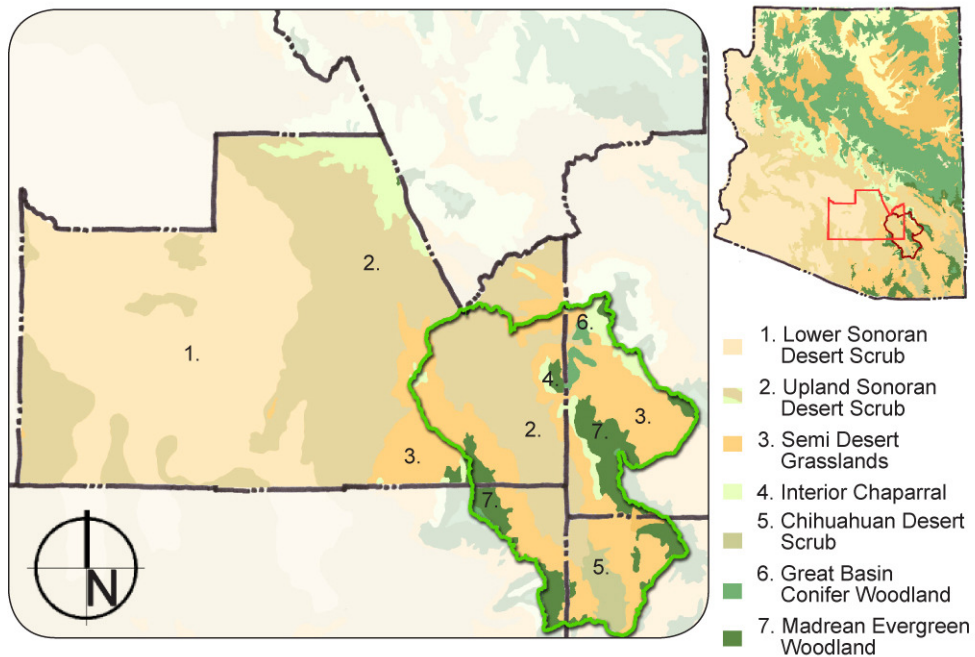 2.
1.
6.
4.
3.
2.
7.
3.
7.
5.
N
1. Lower Sonoran
Desert Scrub
2. Upland Sonoran
Desert Scrub
3. Semi Desert
Grasslands
4. Interior Chaparral
5. Chihuahuan Desert
Scrub
6. Great Basin
Conifer Woodland
7. Madrean Evergreen
Woodland